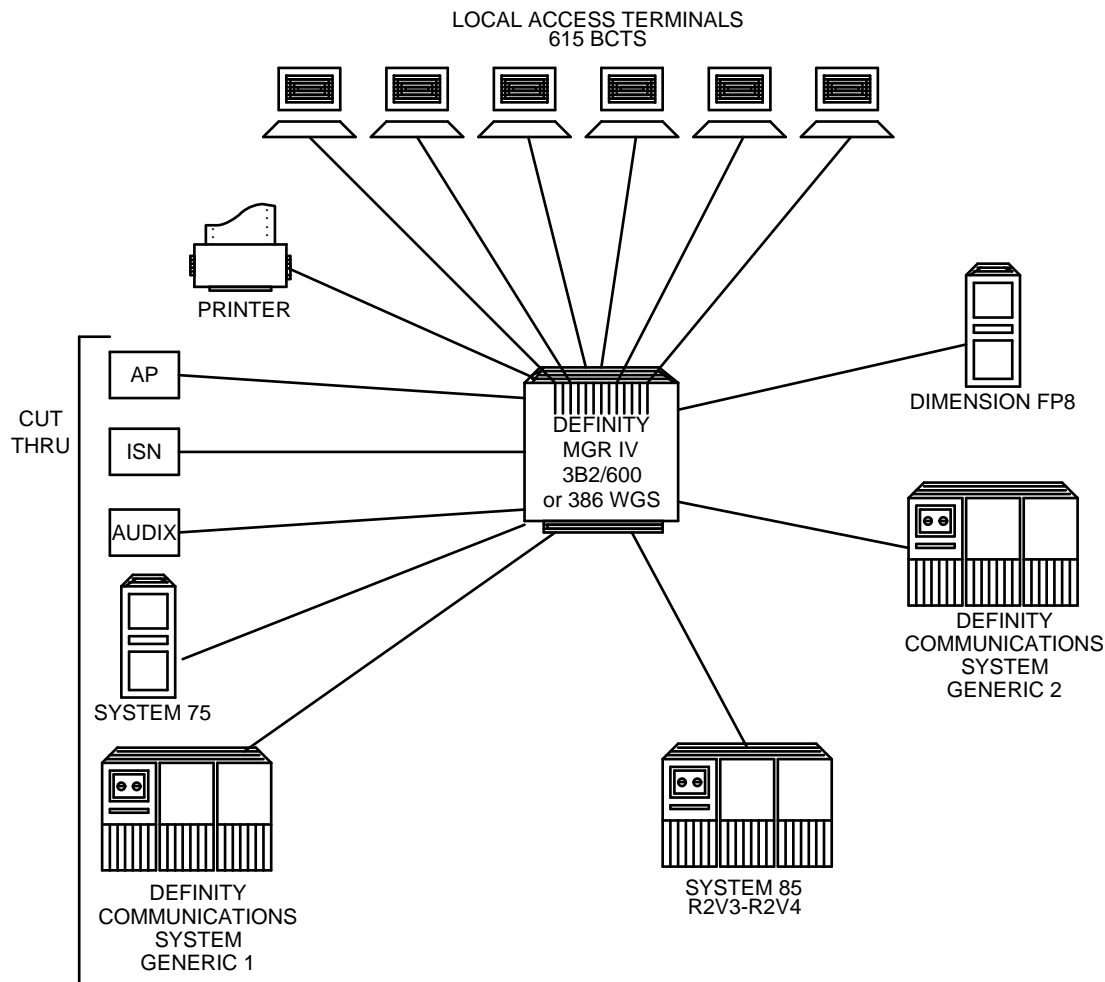 LOCAL ACCESS TERMINALS
615 BCTS
PRINTER
CUT
THRU
AP
ISN
AUDIX
SYSTEM 75
DEFINITY
COMMUNICATIONS
SYSTEM
GENERIC 1
DEFINITY
MGR IV
3B2/600
or 386 WGS
DIMENSION FP8
DEFINITY
COMMUNICATIONS
SYSTEM
GENERIC 2
SYSTEM 85
R2V3-R2V4